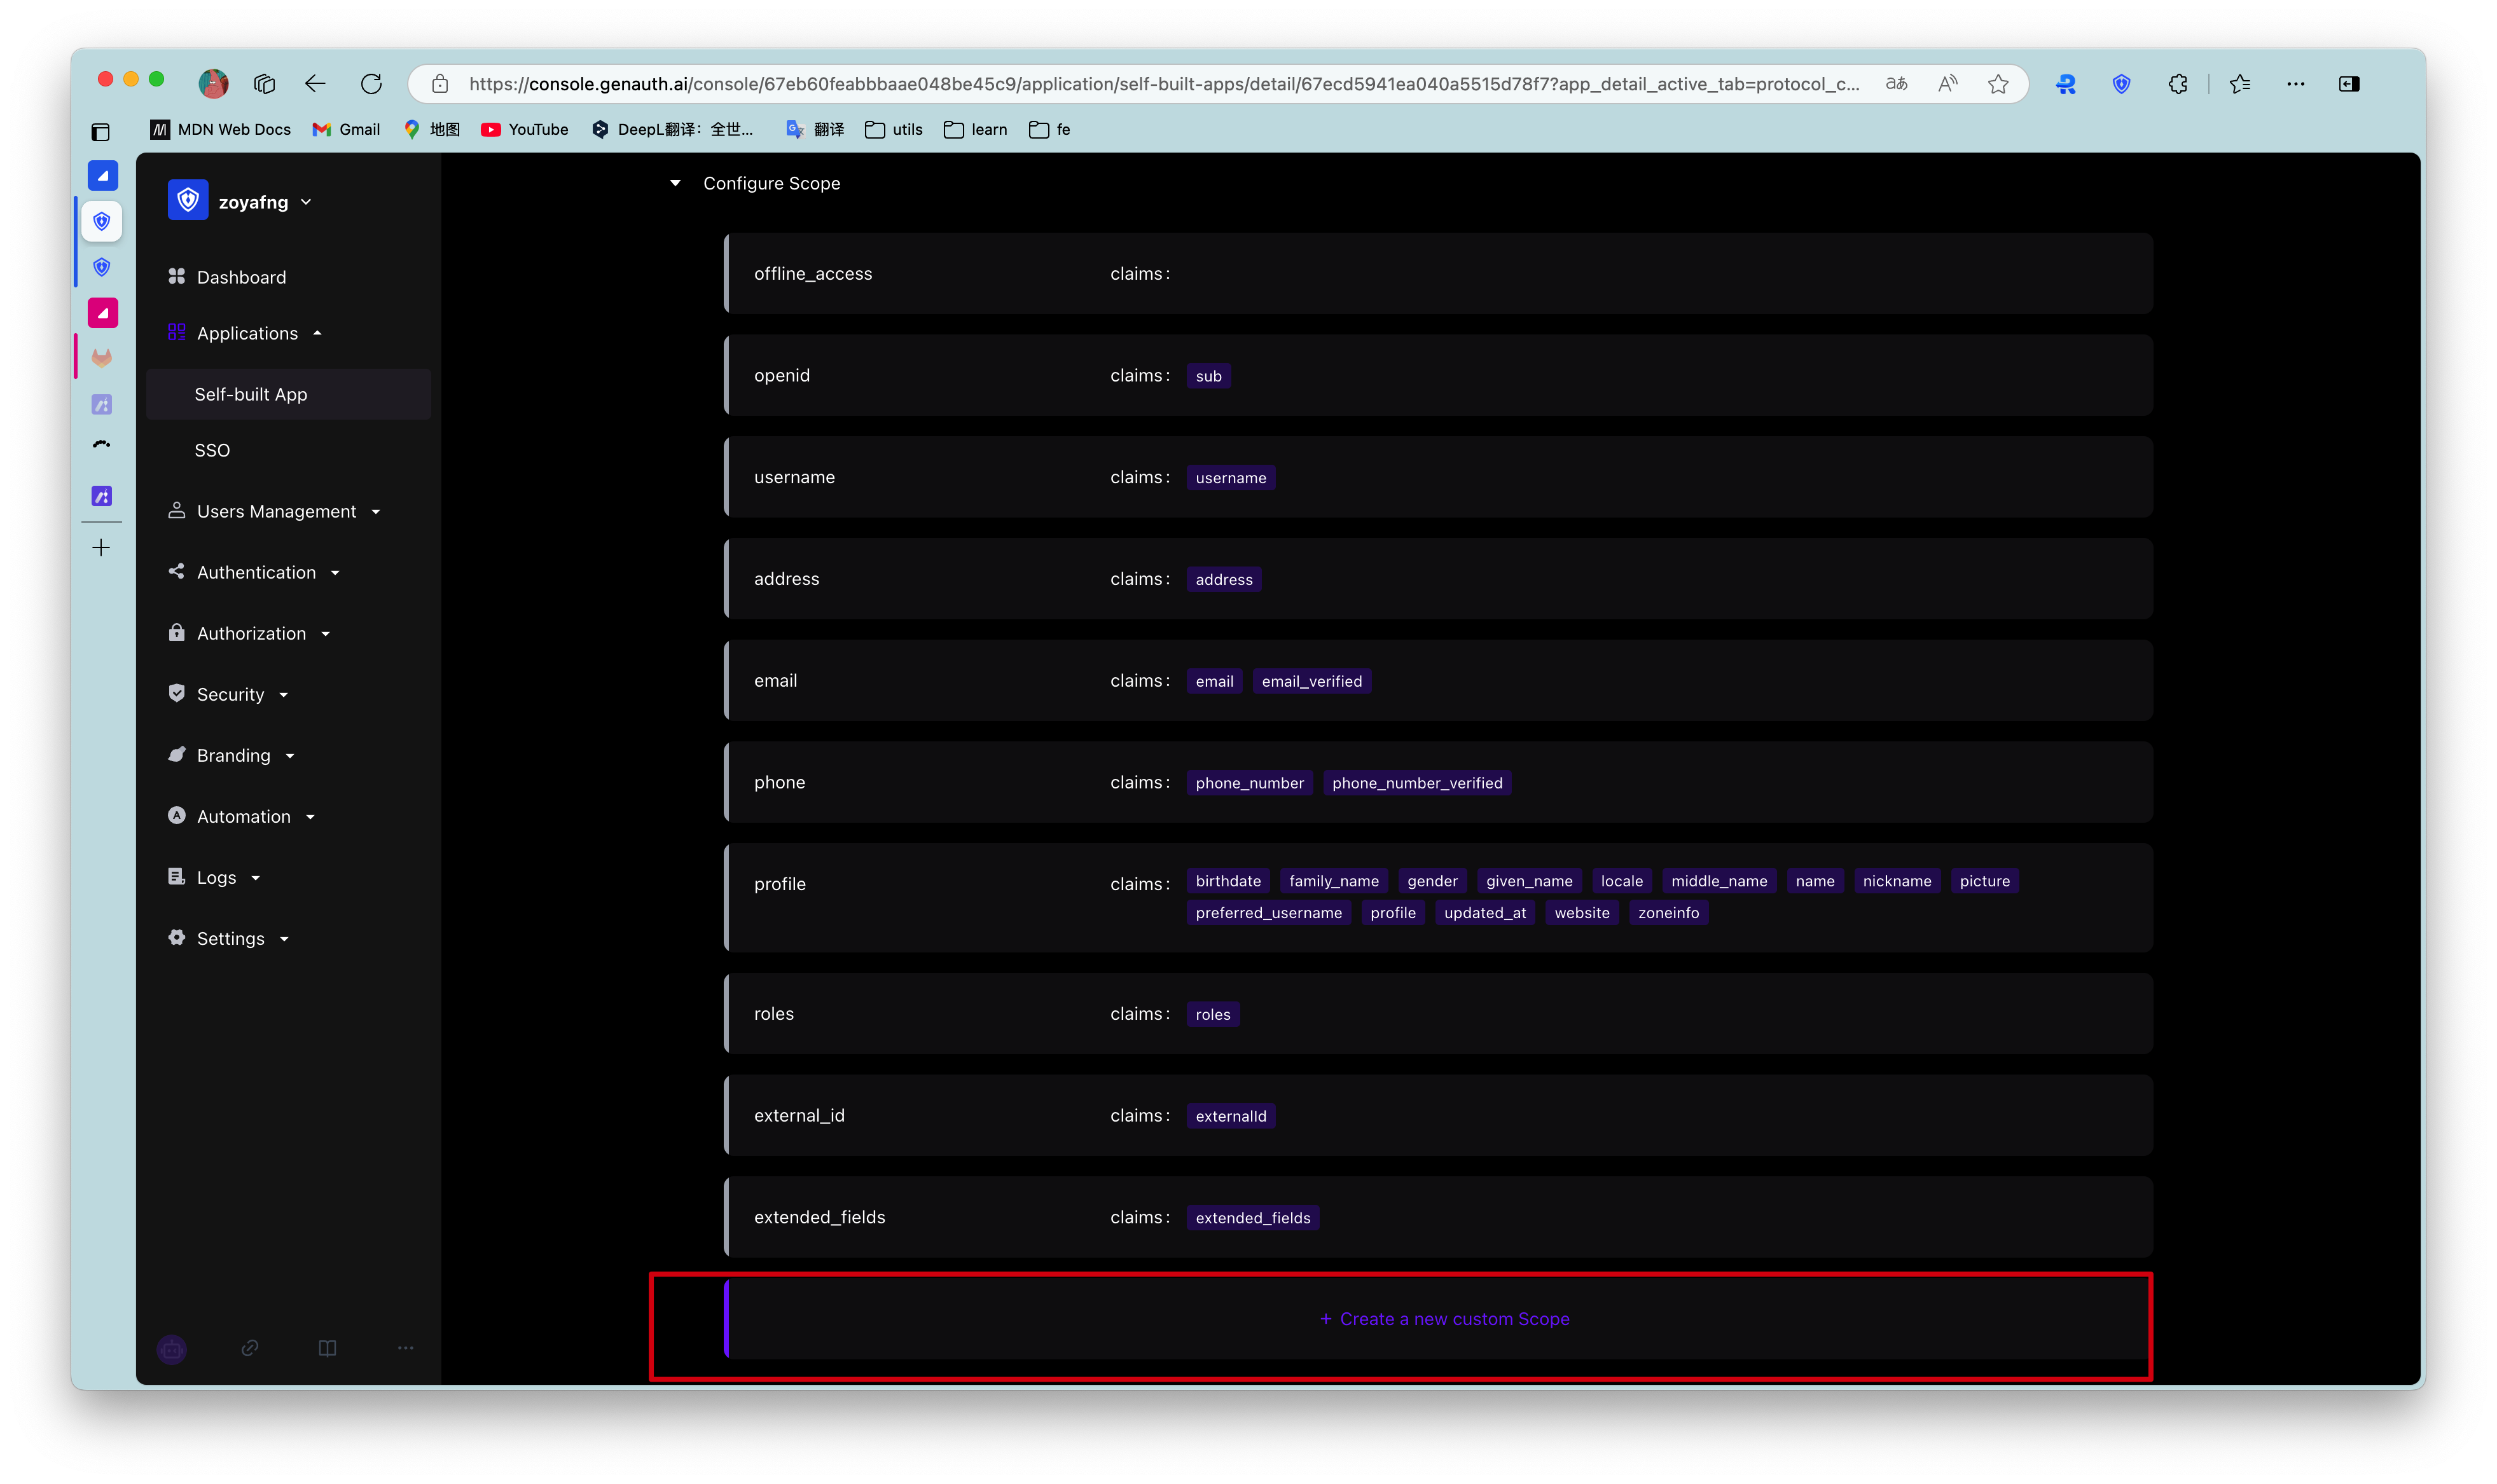 https://console.genauth.ai/console/67eb60feabbbaae048be45c9/application/self-built-apps/detail/67ecd5941ea040a5515d78f7?app_detail_active_tab=protocol_c...
MDN Web Docs Gmail 地图 YouTube DeepL翻译：全世... 翻译 utils learn fe
zoyafng
Dashboard
Applications
Self-built App
SSO
Users Management
Authentication
Authorization
Security
Branding
Automation
Logs
Settings
Configure Scope
offline_access claims:
openid claims: sub
username claims: username
address claims: address
email claims: email email_verified
phone claims: phone_number phone_number_verified
profile claims: birthdate family_name gender given_name locale middle_name name nickname picture
preferred_username profile updated_at website zoneinfo
roles claims: roles
external_id claims: externalId
extended_fields claims: extended_fields
+ Create a new custom Scope